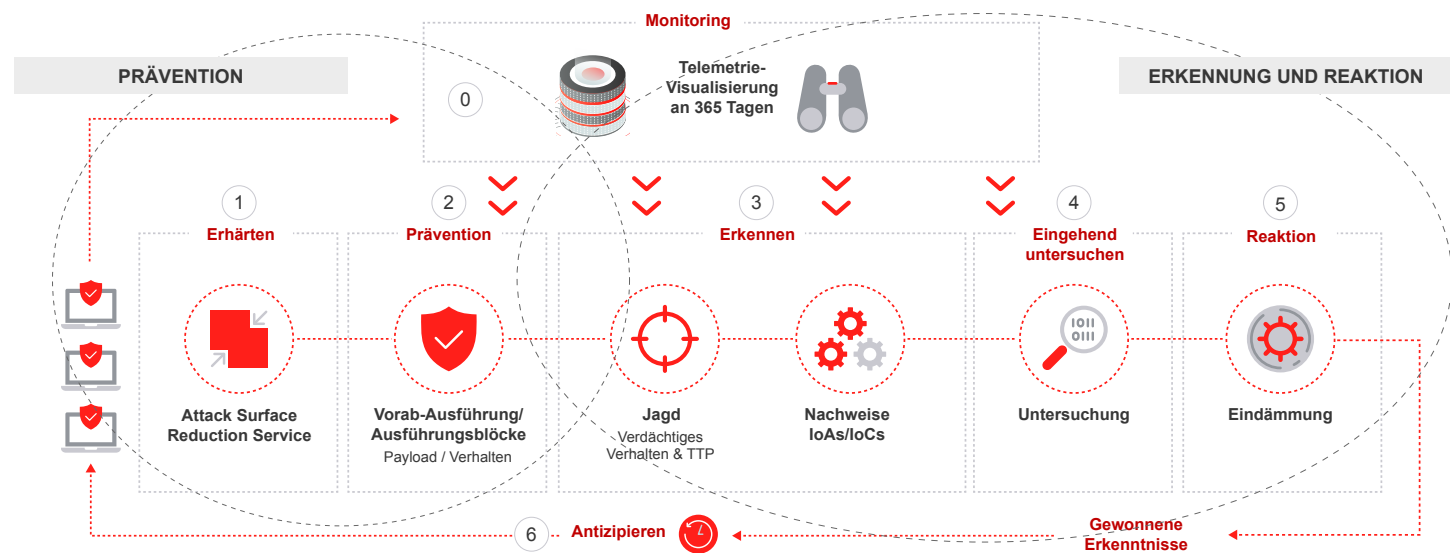 Monitoring
PRÄVENTION
ERKENNUNG UND REAKTION
0
Telemetrie-
Visualisierung
an 365 Tagen
1
Erhärten
2
Prävention
3
Erkennen
4
Eingehend
untersuchen
5
Reaktion
1011
0111
Attack Surface
Reduction Service
Vorab-Ausführung/
Ausführungsblöcke
Payload / Verhalten
Jagd
Verdächtiges
Verhalten & TTP
Nachweise
IoAs/IoCs
Untersuchung
Eindämmung
6
Antizipieren
Gewonnene
Erkenntnisse